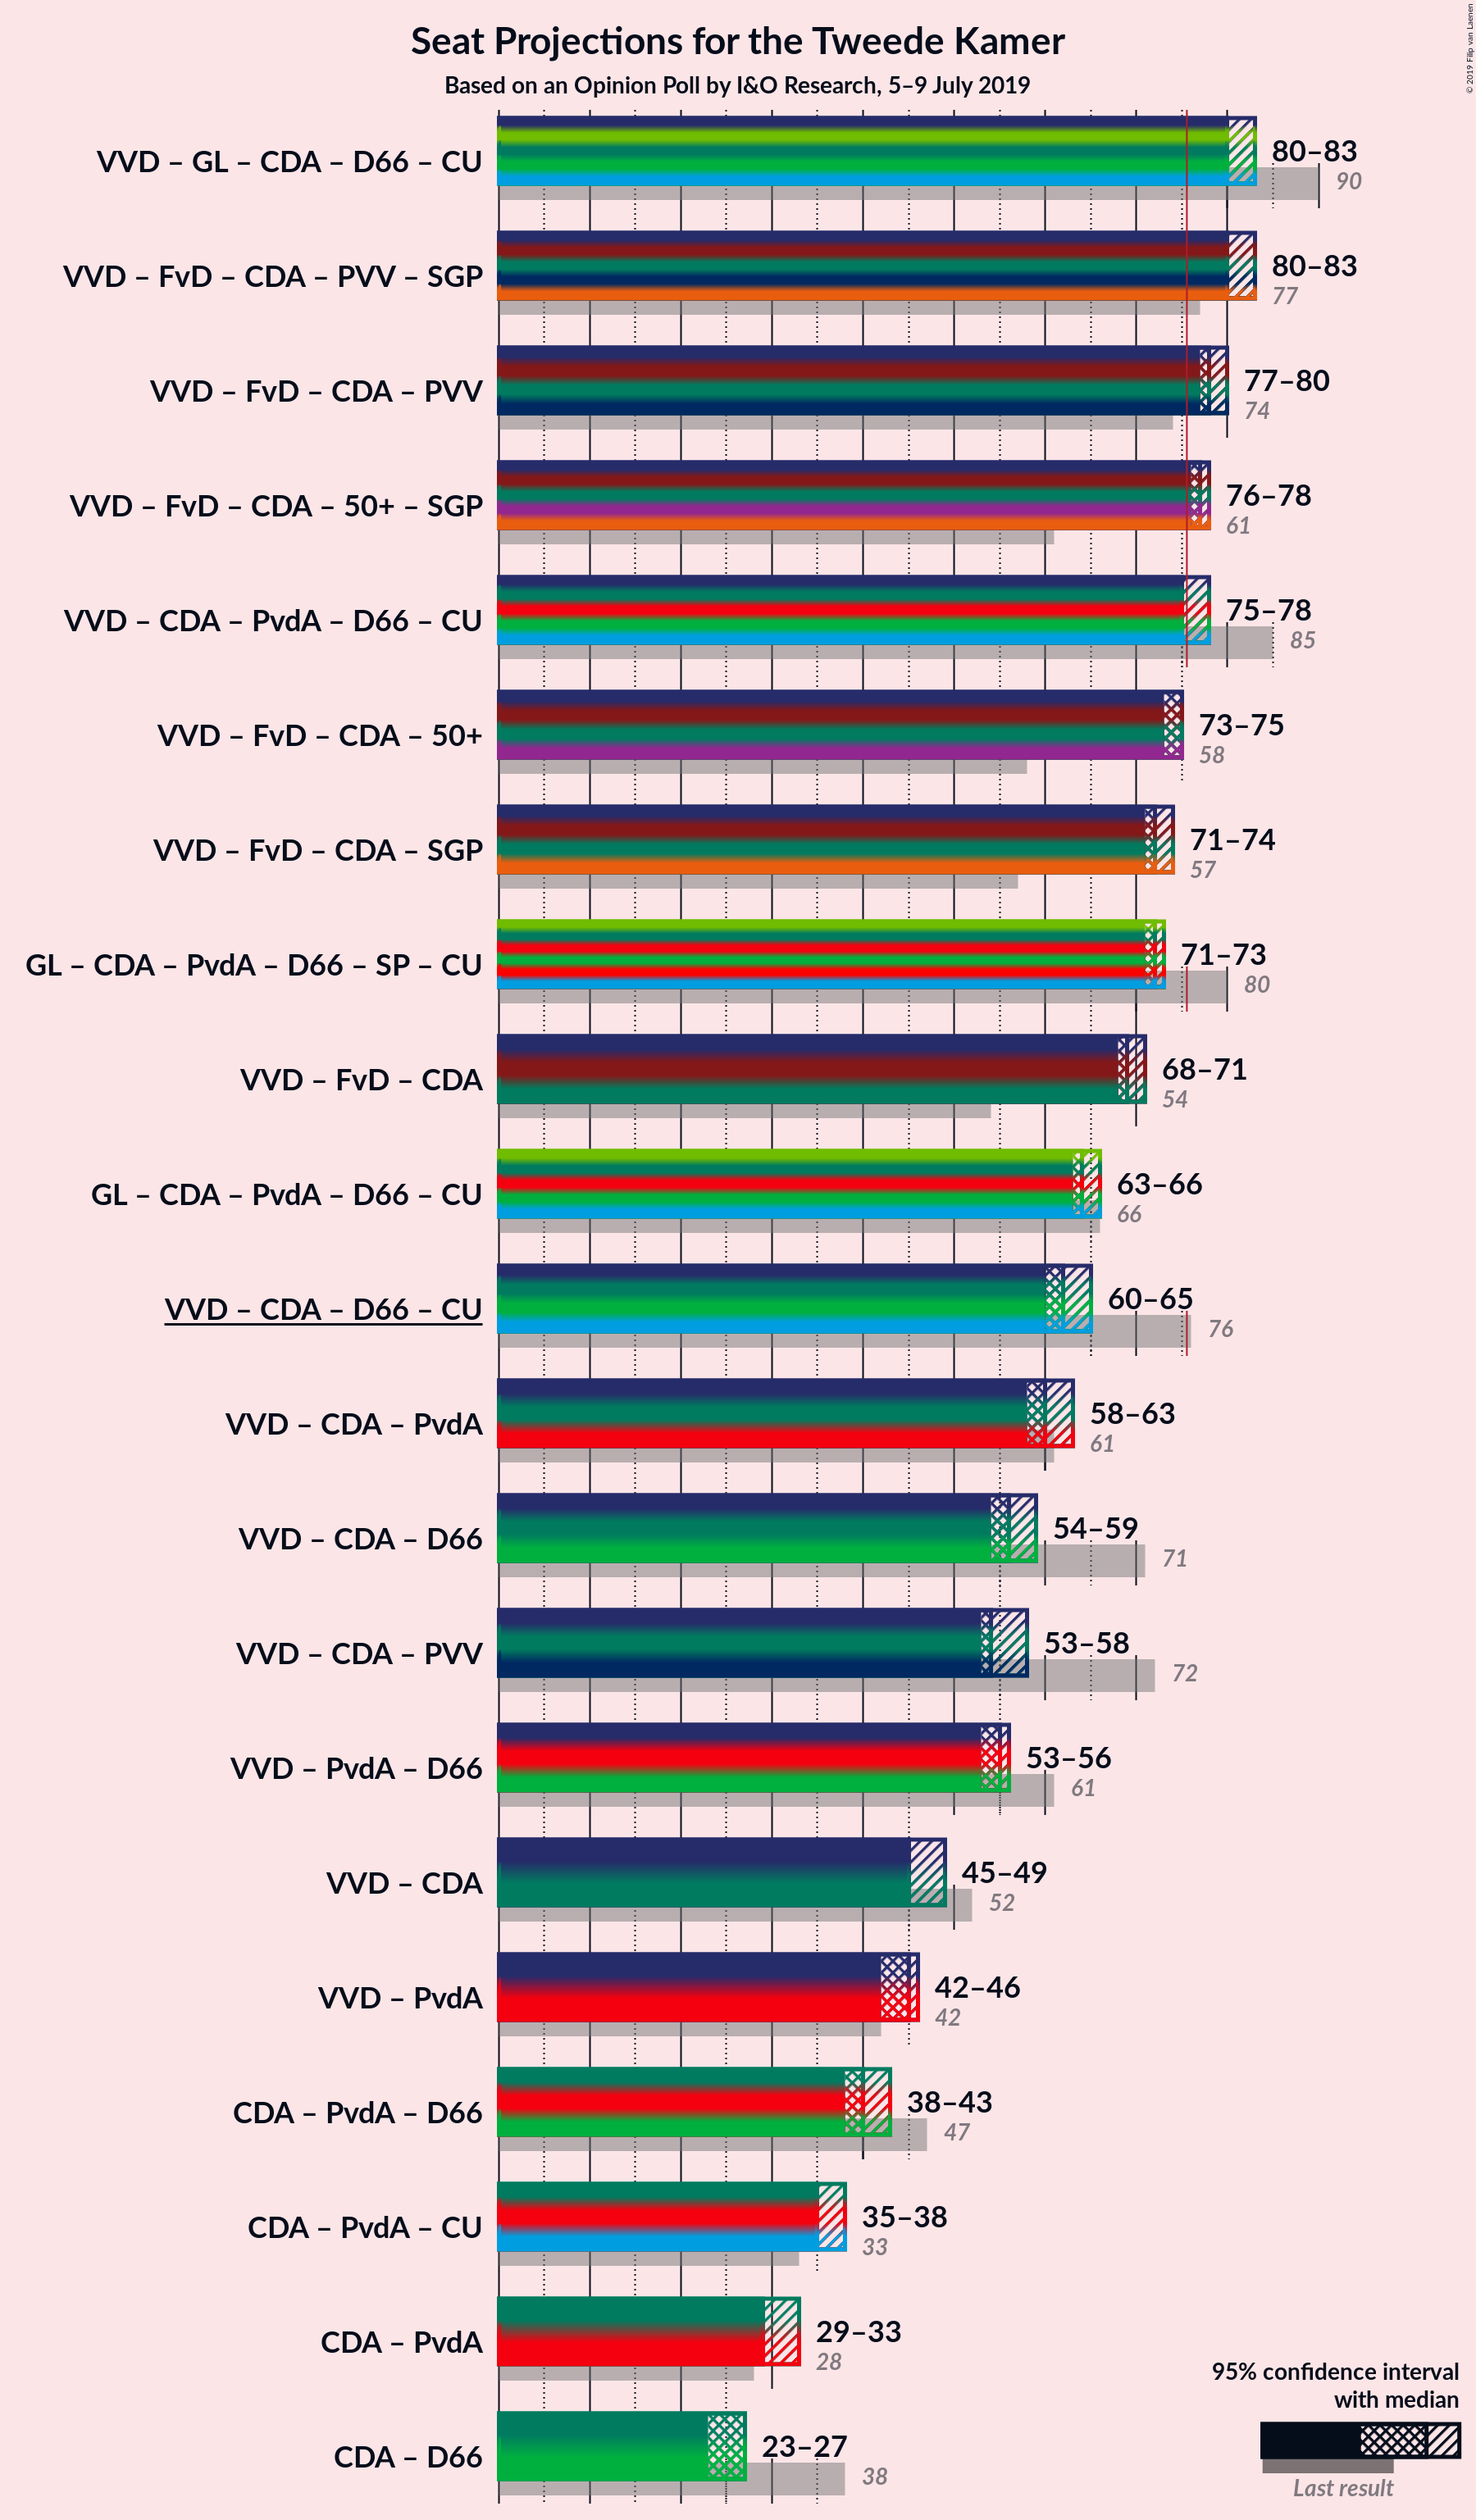 Seat Projections for the Tweede Kamer
Based on an Opinion Poll by I&O Research, 5–9 July 2019
© 2019 Filip van Laenen
VVD – GL – CDA – D66 – CU
80–83
90
VVD – FvD – CDA – PVV – SGP
80–83
77
VVD – FvD – CDA – PVV
77–80
74
VVD – FvD – CDA – 50+ – SGP
76–78
61
VVD – CDA – PvdA – D66 – CU
75–78
85
VVD – FvD – CDA – 50+
73–75
58
VVD – FvD – CDA – SGP
71–74
57
GL – CDA – PvdA – D66 – SP – CU
71–73
80
VVD – FvD – CDA
68–71
54
GL – CDA – PvdA – D66 – CU
63–66
66
VVD – CDA – D66 – CU
60–65
76
VVD – CDA – PvdA
58–63
61
VVD – CDA – D66
54–59
71
VVD – CDA – PVV
53–58
72
VVD – PvdA – D66
53–56
61
VVD – CDA
45–49
52
VVD – PvdA
42–46
42
CDA – PvdA – D66
38–43
47
CDA – PvdA – CU
35–38
33
CDA – PvdA
29–33
28
CDA – D66
23–27
38
95% confidence interval
with median
Last result